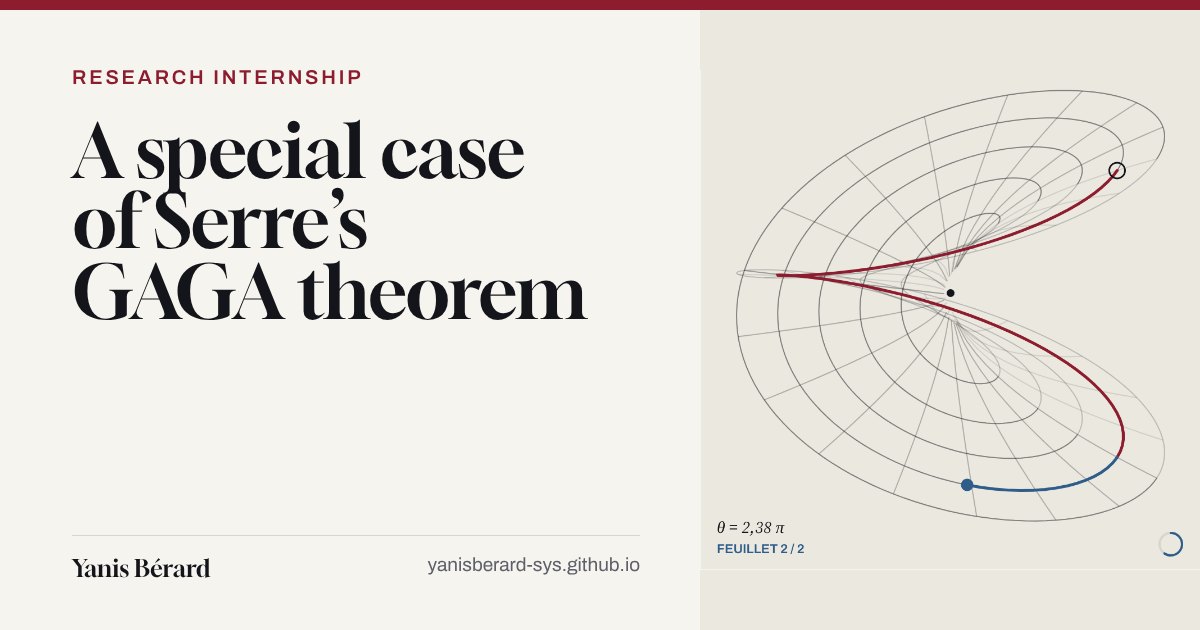 RESEARCH INTERNSHIP
A special case
of Serre’s
GAGA theorem
θ = 2,38 π
FEUILLET 2 / 2
Yanis Bérard
yanisberard-sys.github.io